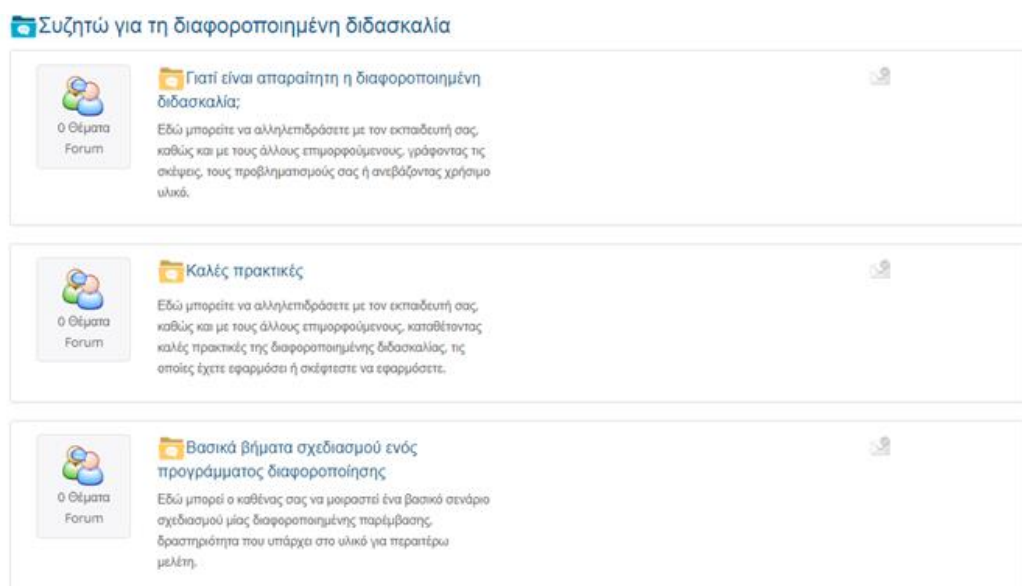 Συζητώ για τη διαφοροποιημένη διδασκαλία
0 Θέματα
Forum
Γιατί είναι απαραίτητη η διαφοροποιημένη
διδασκαλία;
Εδώ μπορείτε να αλληλεπιδράσετε με τον εκπαιδευτή σας,
καθώς και με τους άλλους επιμορφούμενους, γράφοντας τις
σκέψεις, τους προβληματισμούς σας ή ανεβάζοντας χρήσιμο
υλικό.
0 Θέματα
Forum
Καλές πρακτικές
Εδώ μπορείτε να αλληλεπιδράσετε με τον εκπαιδευτή σας,
καθώς και με τους άλλους επιμορφούμενους, καταθέτοντας
καλές πρακτικές της διαφοροποιημένης διδασκαλίας, τις
οποίες έχετε εφαρμόσει ή σκέφτεστε να εφαρμόσετε.
0 Θέματα
Forum
Βασικά βήματα σχεδιασμού ενός
προγράμματος διαφοροποίησης
Εδώ μπορεί ο καθένας σας να μοιραστεί ένα βασικό σενάριο
σχεδιασμού μίας διαφοροποιημένης παρέμβασης,
δραστηριότητα που υπάρχει στο υλικό για περαιτέρω
μελέτη.